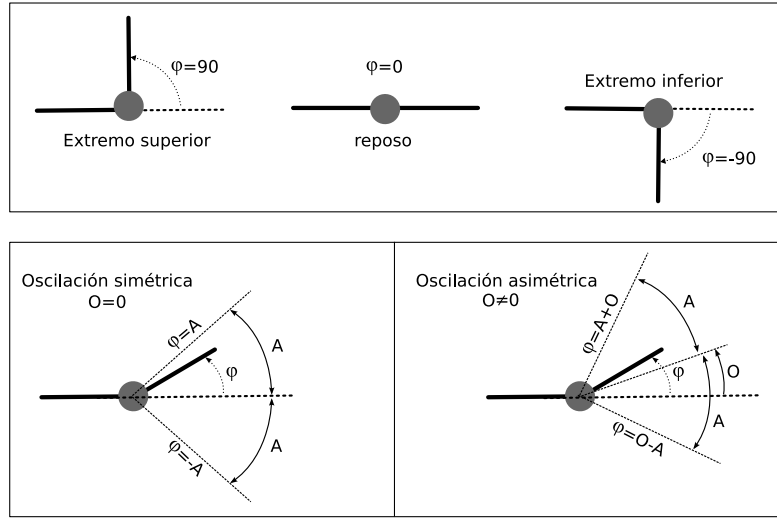 φ=90
Extremo superior
φ=0
reposo
Extremo inferior
φ=-90
Oscilación simétrica
O=0
φ=A
A
φ
A
φ=-A
Oscilación asimétrica
O≠0
φ=A+O
A
φ
O
A
φ=O-A